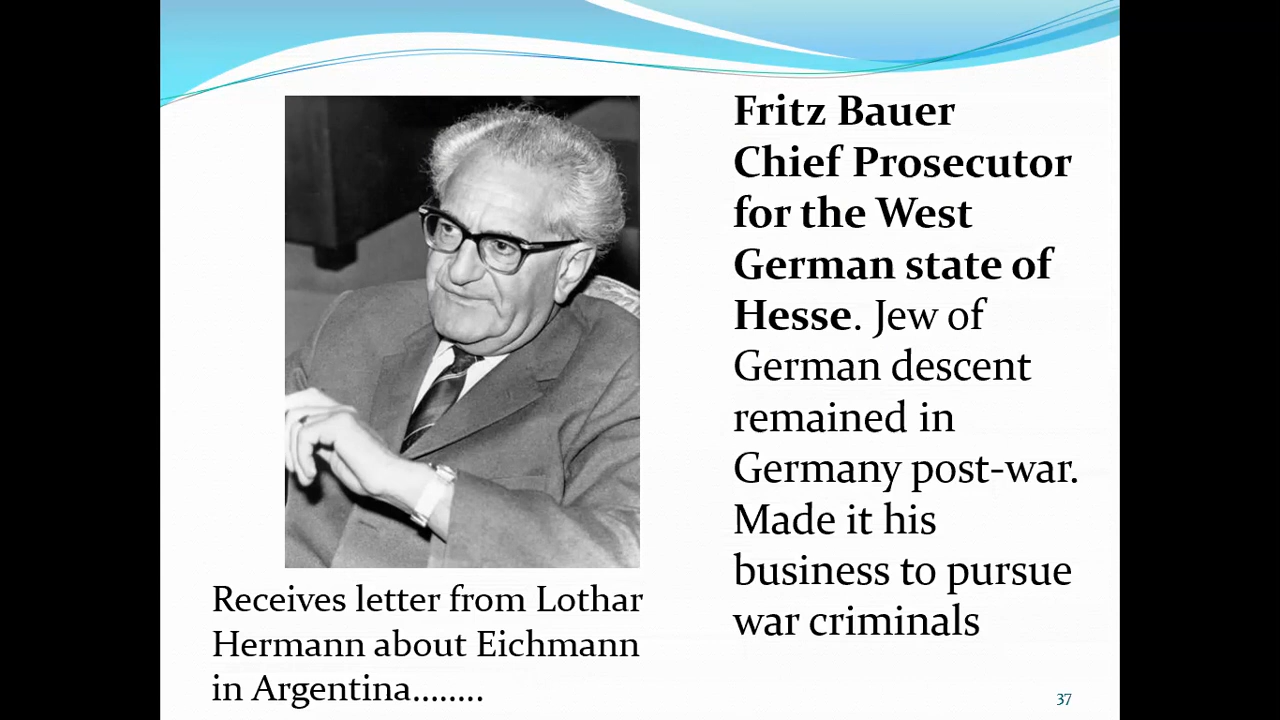 Fritz Bauer
Chief Prosecutor
for the West
German state of
Hesse. Jew of
German descent
remained in
Germany post-war.
Made it his
business to pursue
war criminals
Receives letter from Lothar
Hermann about Eichmann
in Argentina........
37